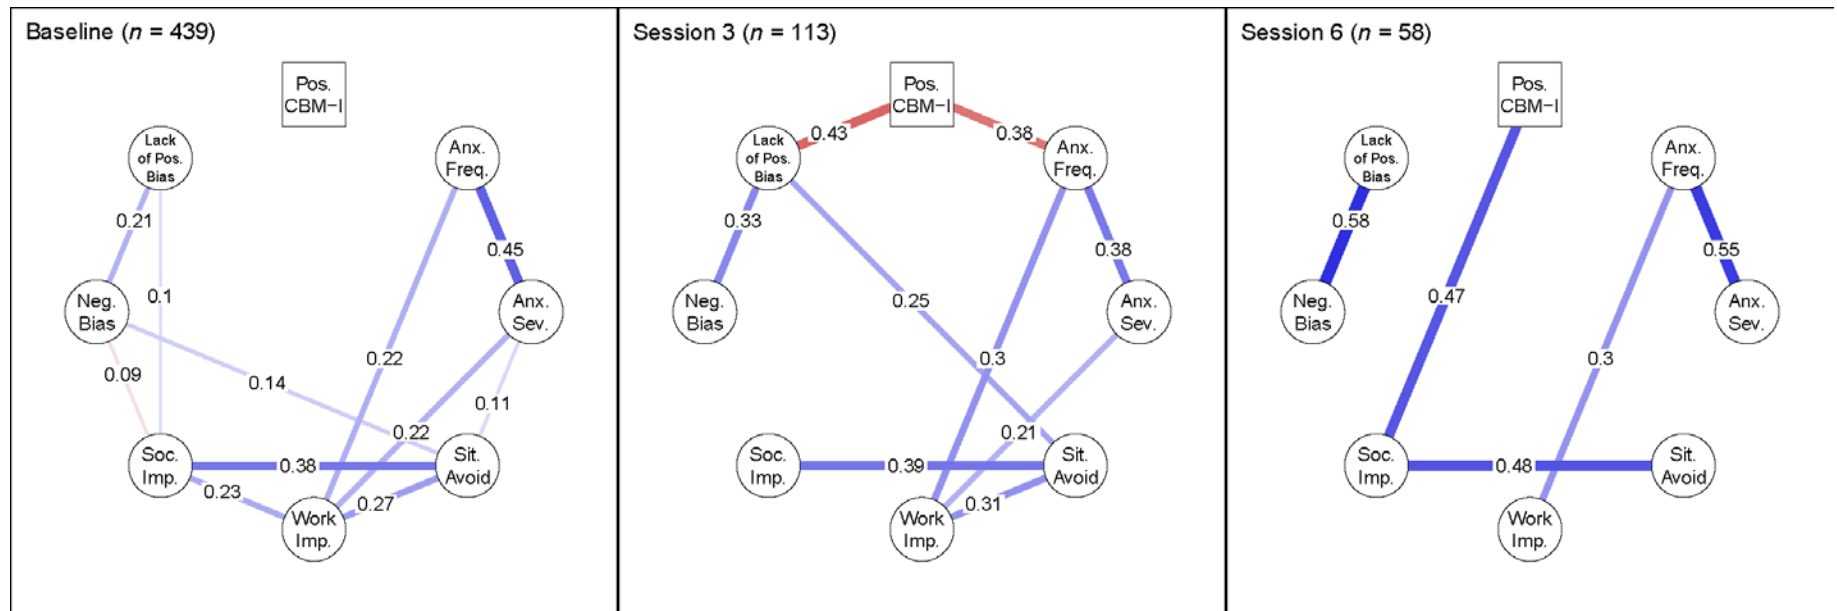 Baseline (n = 439)
Pos.
CBM−I
Lack
of Pos.
Bias
Anx.
Freq.
0.21
0.45
Neg.
Bias
0.1
Anx.
Sev.
0.09
0.22
0.14
0.11
0.22
Soc.
Imp.
0.38
Sit.
Avoid
0.23
0.27
Work
Imp.
Session 3 (n = 113)
Pos.
CBM−I
0.43
0.38
Lack
of Pos.
Bias
Anx.
Freq.
0.33
0.38
Neg.
Bias
0.25
Anx.
Sev.
0.3
0.21
Soc.
Imp.
0.39
Sit.
Avoid
0.31
Work
Imp.
Session 6 (n = 58)
Pos.
CBM−I
Lack
of Pos.
Bias
Anx.
Freq.
0.58
0.55
Neg.
Bias
0.47
Anx.
Sev.
0.3
Soc.
Imp.
0.48
Sit.
Avoid
Work
Imp.